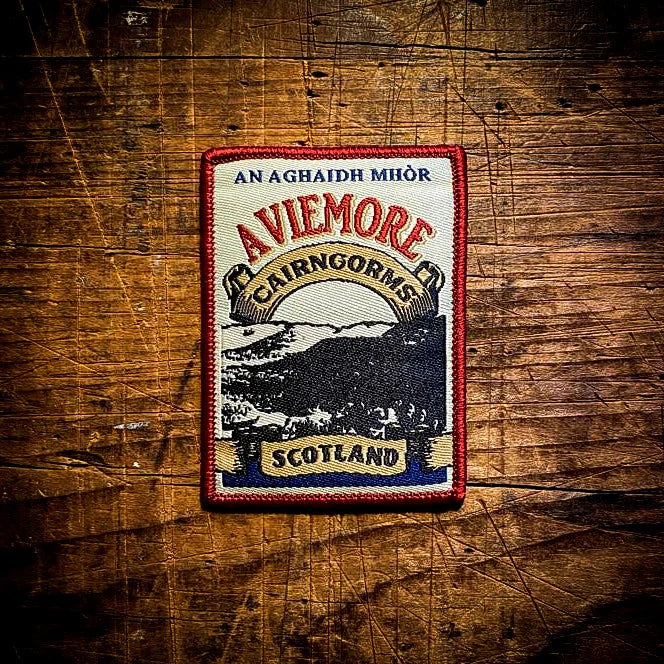 AN AGHAIDH MHÒR
AVIEMORE
CAIRNGORMS
SCOTLAND